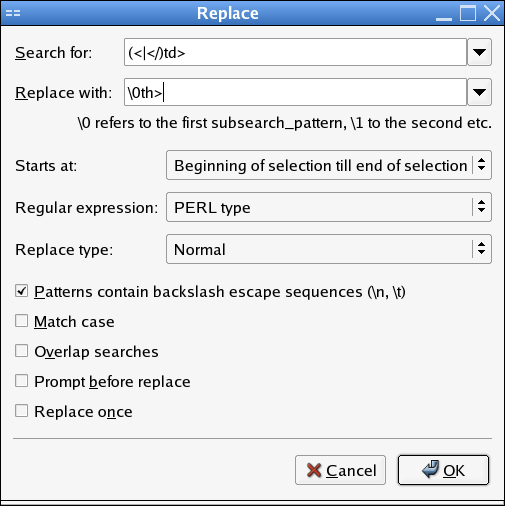 Replace
Search for: (<|</)td>
Replace with: \0th>
\0 refers to the first subsearch_pattern, \1 to the second etc.
Starts at: Beginning of selection till end of selection
Regular expression: PERL type
Replace type: Normal
Patterns contain backslash escape sequences (\n, \t)
Match case
Overlap searches
Prompt before replace
Replace once
Cancel OK